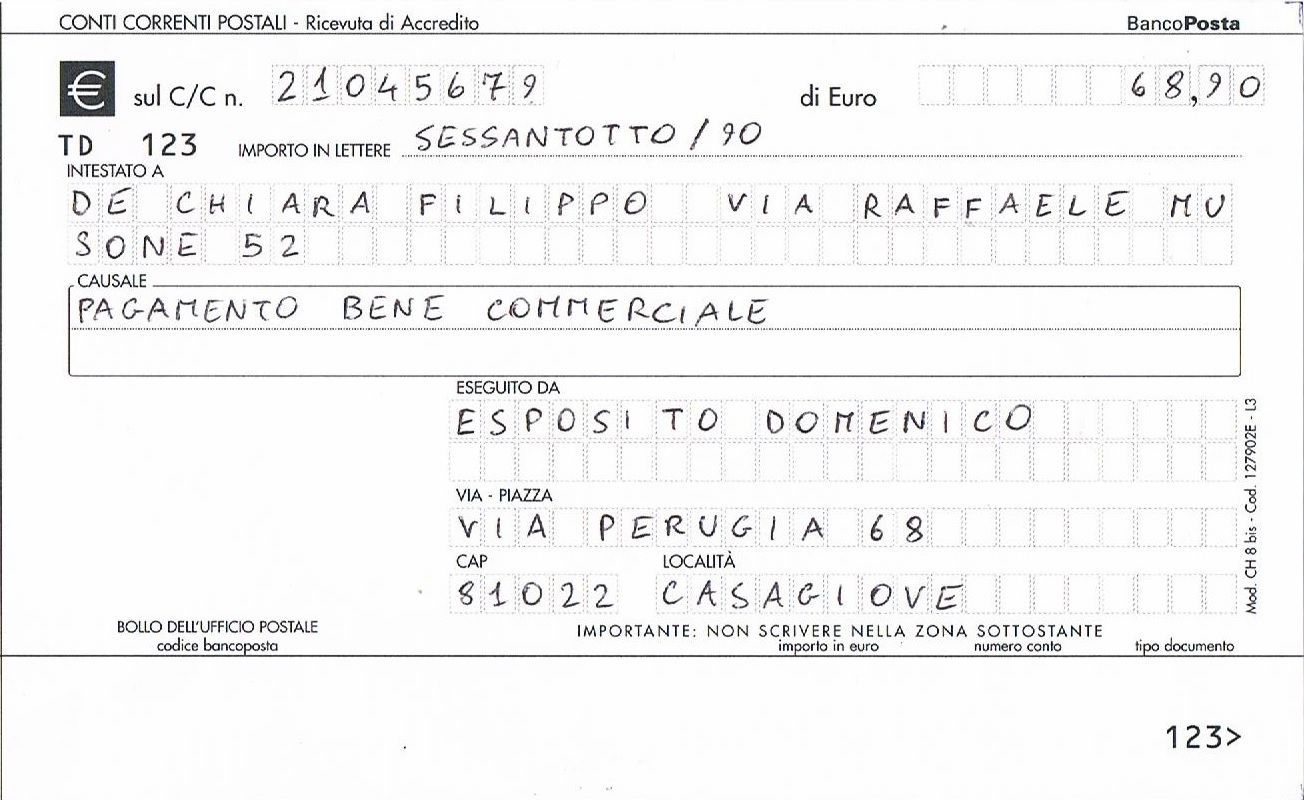 CONTI CORRENTI POSTALI - Ricevuta di Accredito BancoPosta
€ sul C/C n. 21045679 di Euro 68,90
TD 123 IMPORTO IN LETTERE SESSANTOTTO / 90
INTESTATO A
DE CHIARA FILIPPO VIA RAFFAELE MU
SONE 52
CAUSALE
PAGAMENTO BENE COMMERCIALE
ESEGUITO DA
ESPOSITO DOMENICO
VIA - PIAZZA
VIA PERUGIA 68
CAP LOCALITÀ
81022 CASAGIOVE
Mod. CH 8 bis - Cod. 127902E - L3
BOLLO DELL'UFFICIO POSTALE IMPORTANTE: NON SCRIVERE NELLA ZONA SOTTOSTANTE
codice bancoposta importo in euro numero conto tipo documento
123>